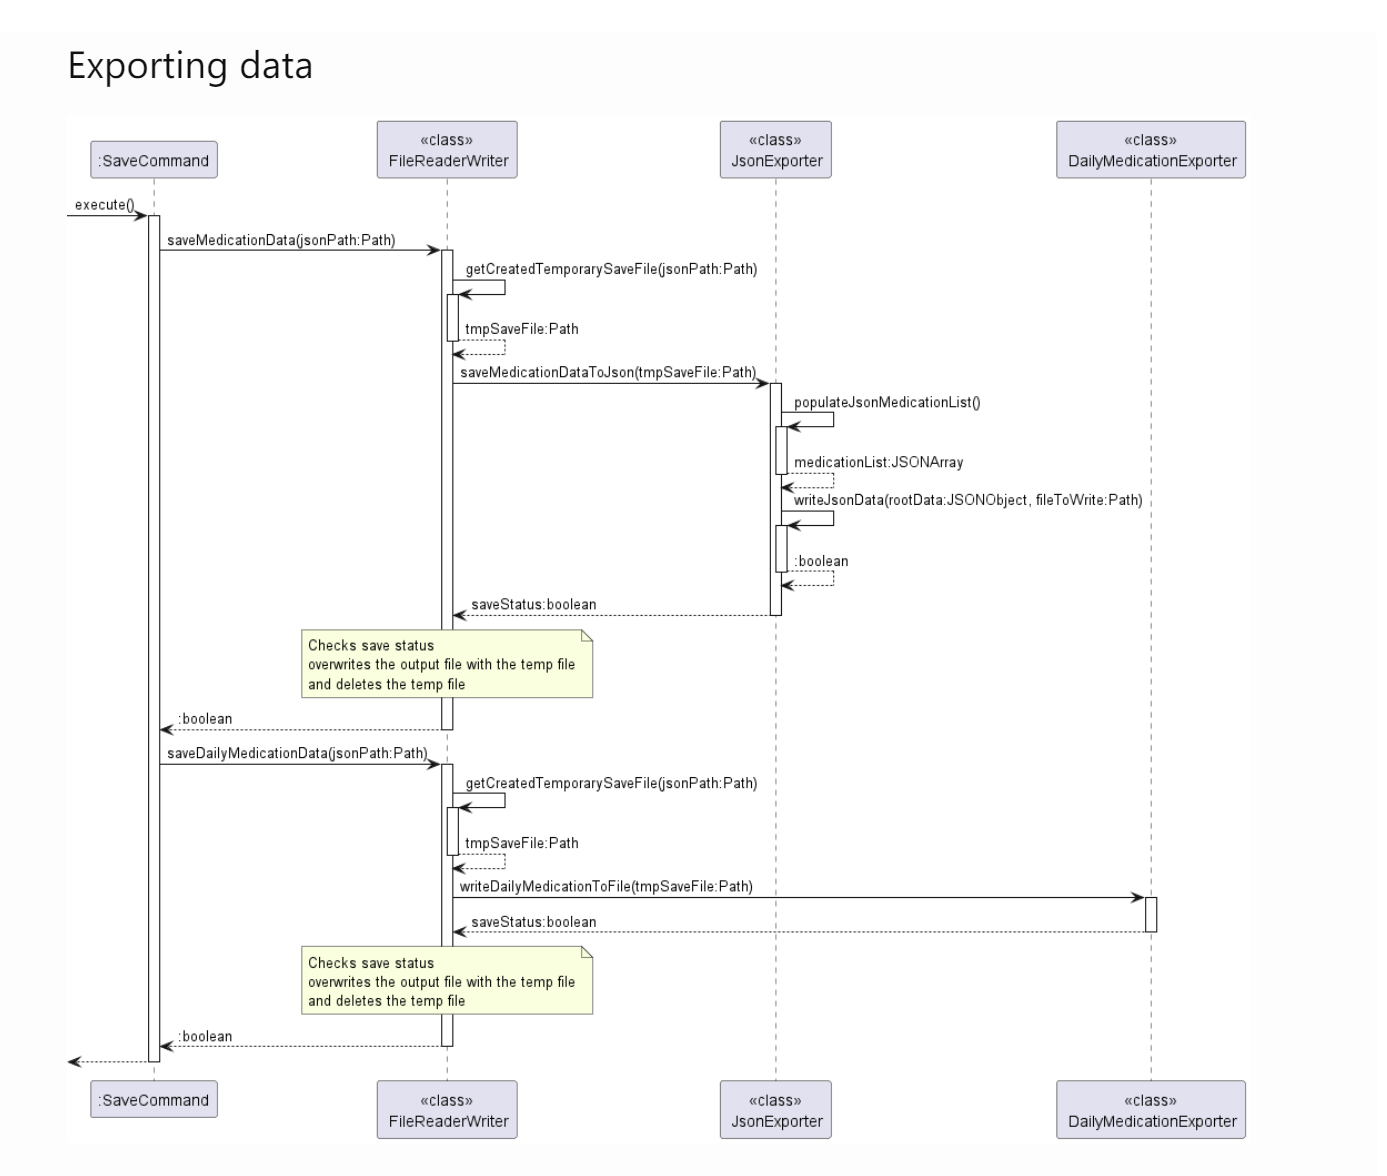 Exporting data
:SaveCommand
«class»
FileReaderWriter
«class»
JsonExporter
«class»
DailyMedicationExporter
execute()
saveMedicationData(jsonPath:Path)
getCreatedTemporarySaveFile(jsonPath:Path)
tmpSaveFile:Path
saveMedicationDataToJson(tmpSaveFile:Path)
populateJsonMedicationList()
medicationList:JSONArray
writeJsonData(rootData:JSONObject, fileToWrite:Path)
:boolean
saveStatus:boolean
Checks save status
overwrites the output file with the temp file
and deletes the temp file
:boolean
saveDailyMedicationData(jsonPath:Path)
getCreatedTemporarySaveFile(jsonPath:Path)
tmpSaveFile:Path
writeDailyMedicationToFile(tmpSaveFile:Path)
saveStatus:boolean
Checks save status
overwrites the output file with the temp file
and deletes the temp file
:boolean
:SaveCommand
«class»
FileReaderWriter
«class»
JsonExporter
«class»
DailyMedicationExporter